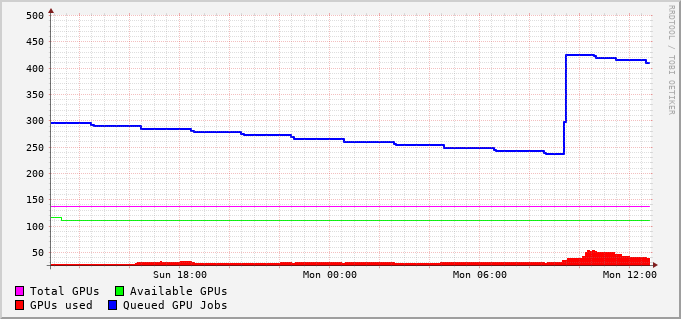 500
450
400
350
300
250
200
150
100
50
Sun 18:00 Mon 00:00 Mon 06:00 Mon 12:00
Total GPUs Available GPUs
GPUs used Queued GPU Jobs
RRDTOOL / TOBI OETIKER